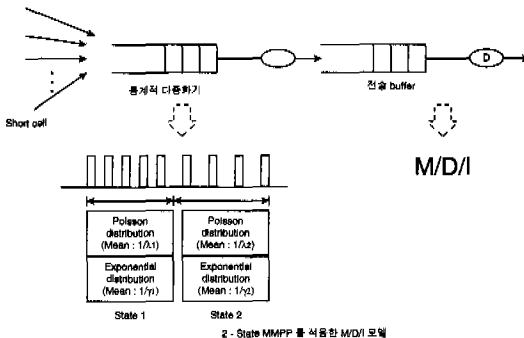 통계적 다중화기
전송 buffer
D
Short cell
M/D/I
Poisson
distribution
(Mean : 1/λ1)
Poisson
distribution
(Mean : 1/λ2)
Exponential
distribution
(Mean : 1/γ1)
Exponential
distribution
(Mean : 1/γ2)
State 1
State 2
2 - State MMPP 를 적용한 M/D/I 모델